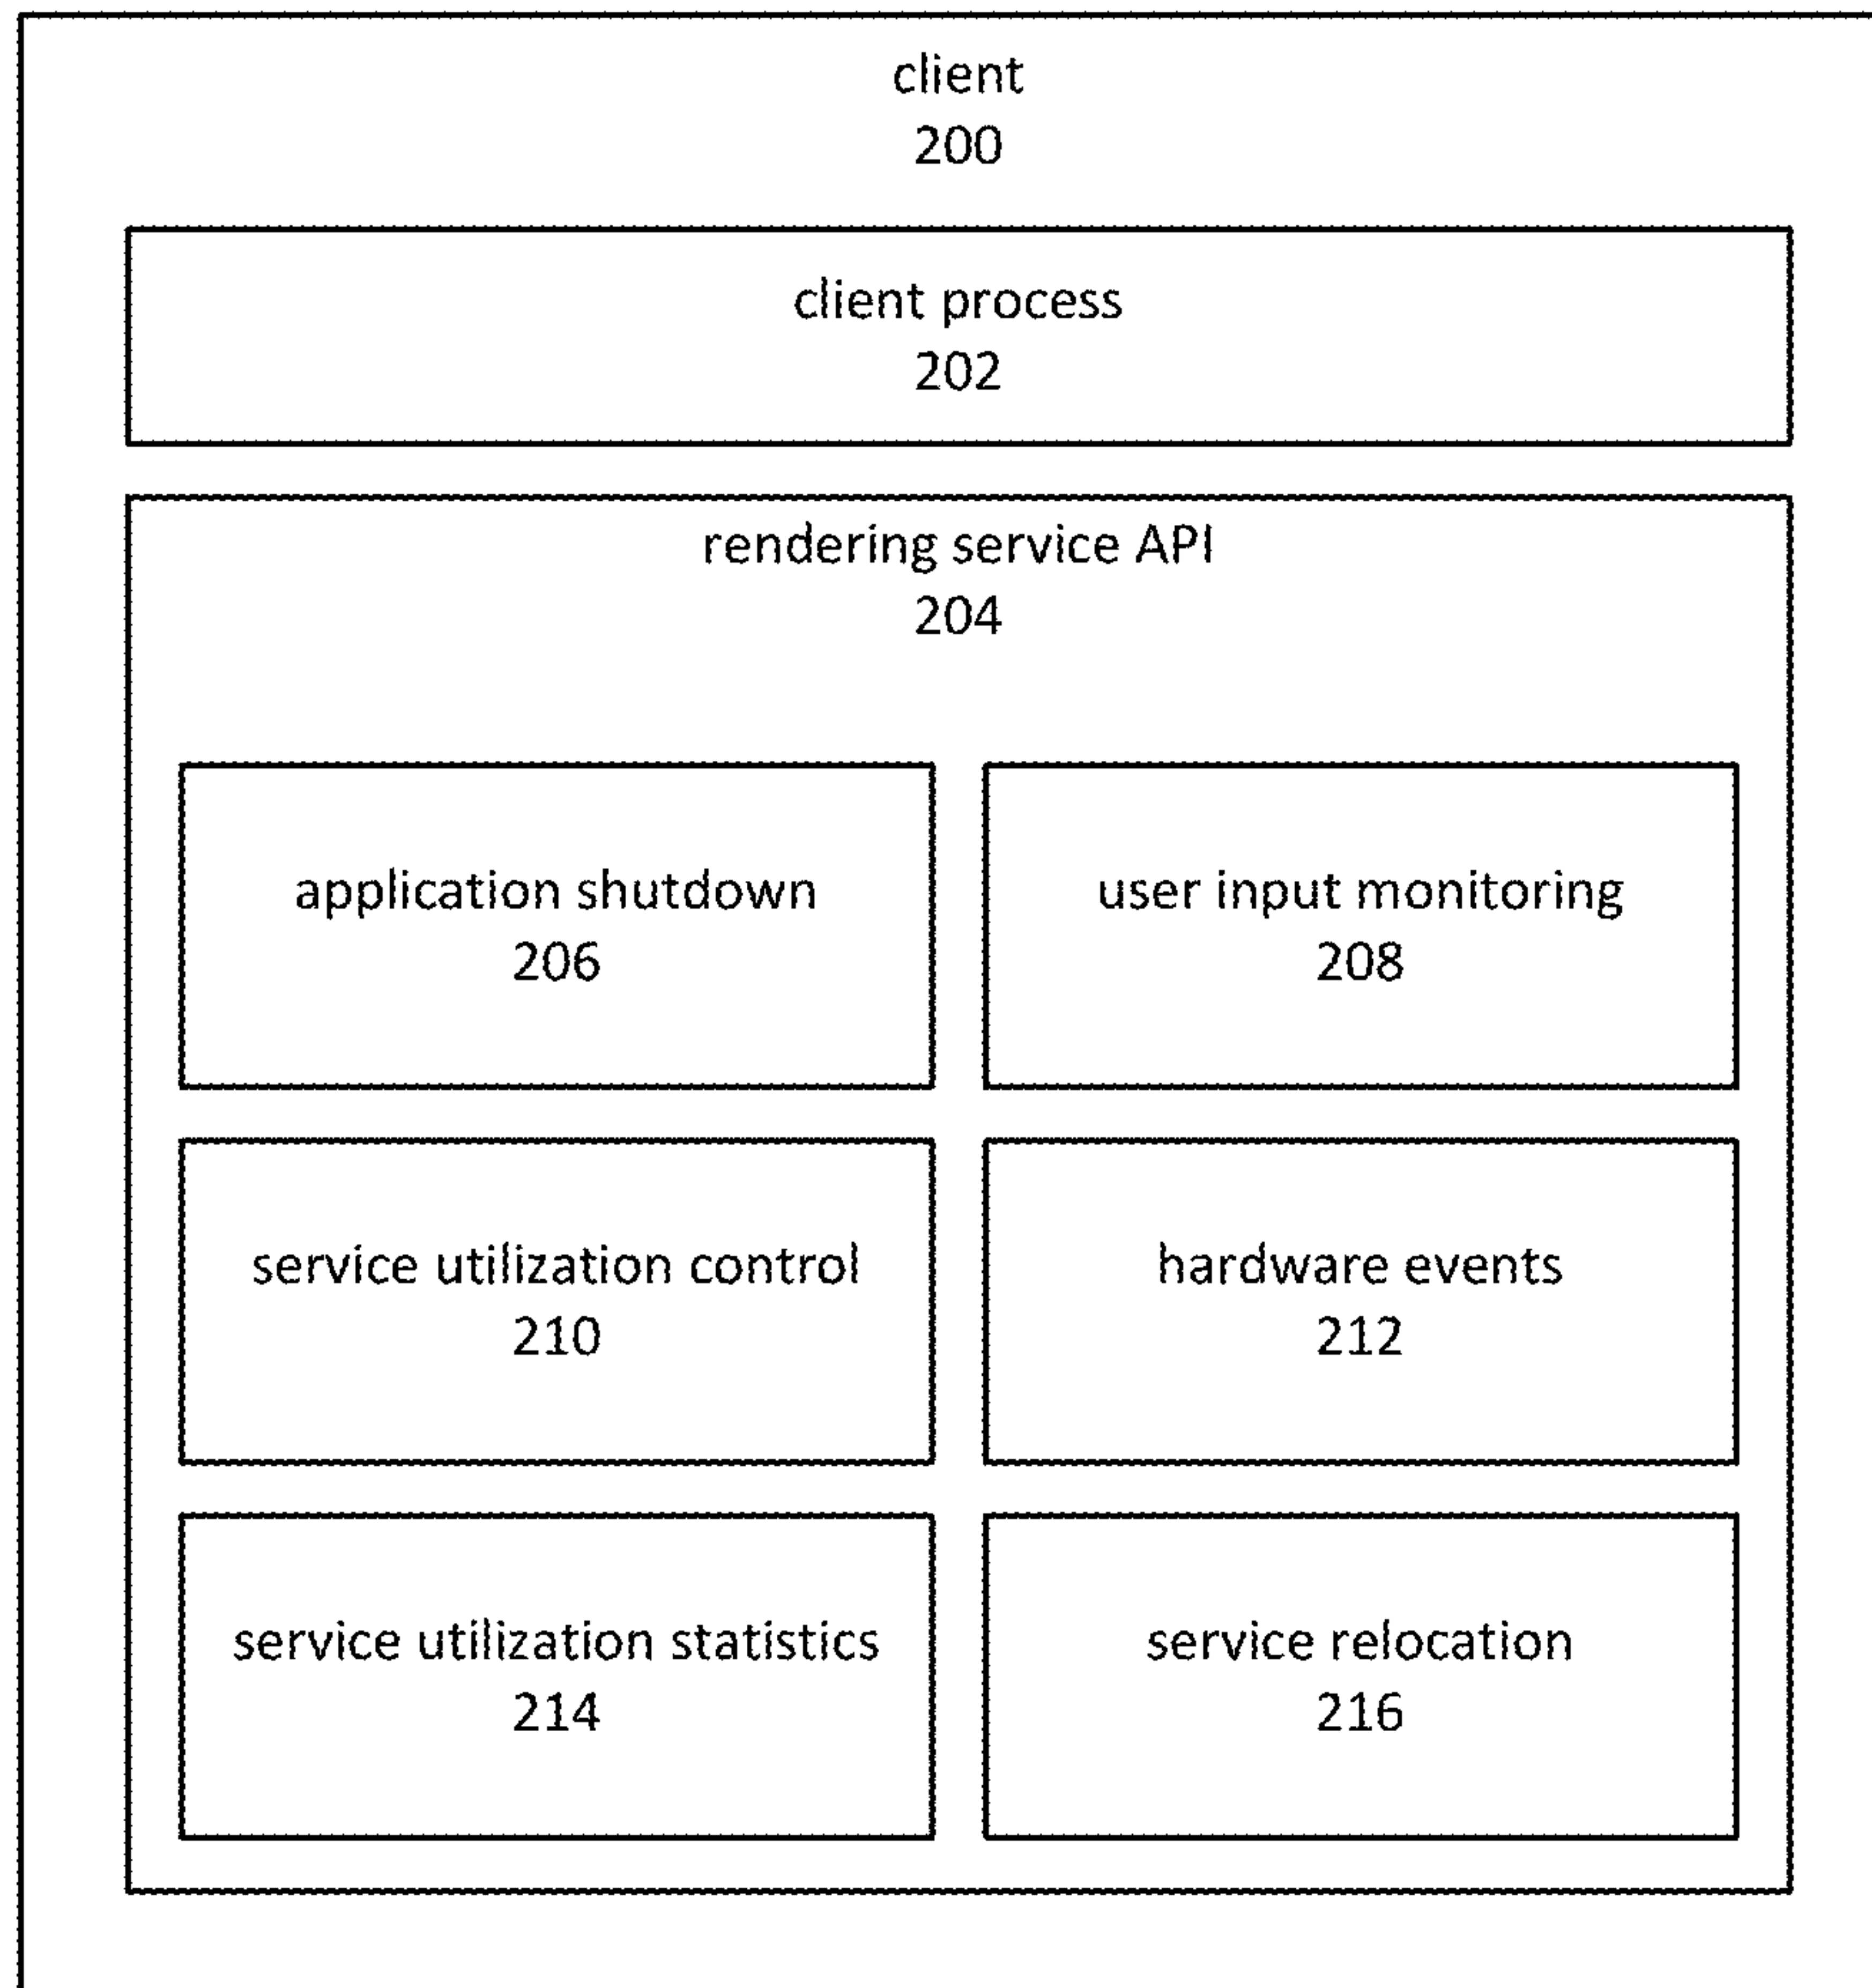 client
200
client process
202
rendering service API
204
application shutdown
206
user input monitoring
208
service utilization control
210
hardware events
212
service utilization statistics
214
service relocation
216